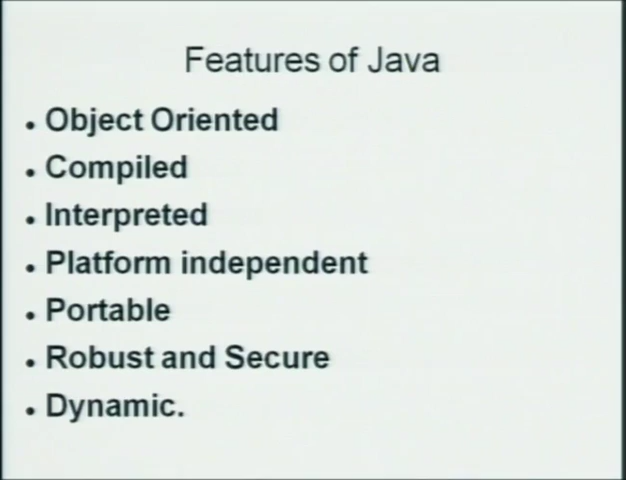 Features of Java
• Object Oriented
• Compiled
• Interpreted
• Platform independent
• Portable
• Robust and Secure
• Dynamic.